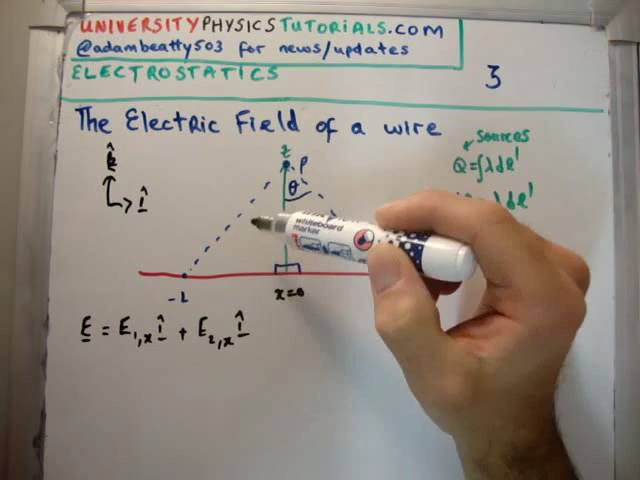 UNIVERSITYPHYSICSTUTORIALS.COM
@adambeatty503 for news/updates
ELECTROSTATICS
3
The Electric Field of a wire
sources
Q=∫λdl'
k̂
î
z
P
θ
whiteboard
marker
-L
x=0
E = E₁,ₓ î + E₂,ₓ î